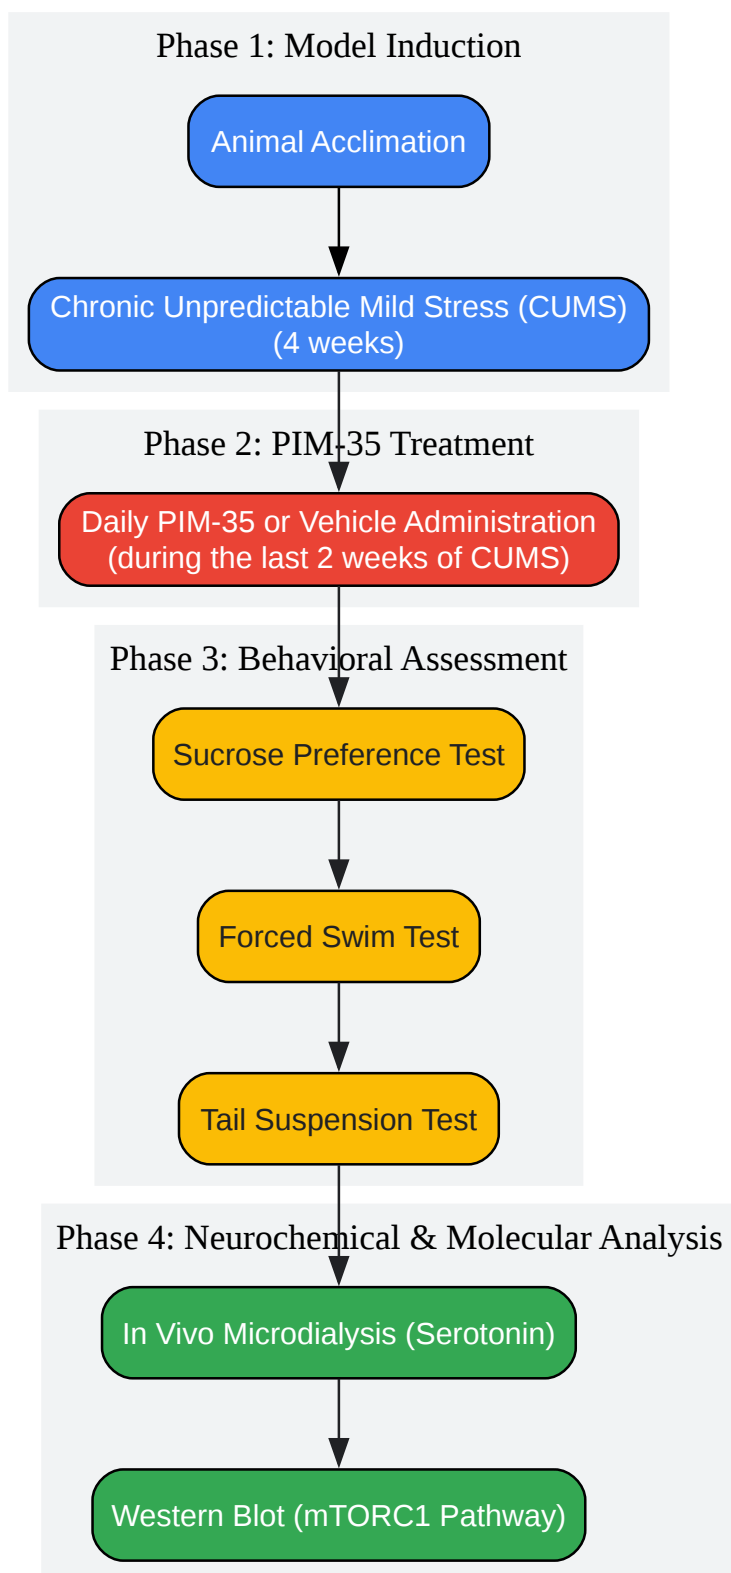 Phase 1: Model Induction
Animal Acclimation
Chronic Unpredictable Mild Stress (CUMS)
(4 weeks)
Phase 2: PIM-35 Treatment
Daily PIM-35 or Vehicle Administration
(during the last 2 weeks of CUMS)
Phase 3: Behavioral Assessment
Sucrose Preference Test
Forced Swim Test
Tail Suspension Test
Phase 4: Neurochemical & Molecular Analysis
In Vivo Microdialysis (Serotonin)
Western Blot (mTORC1 Pathway)